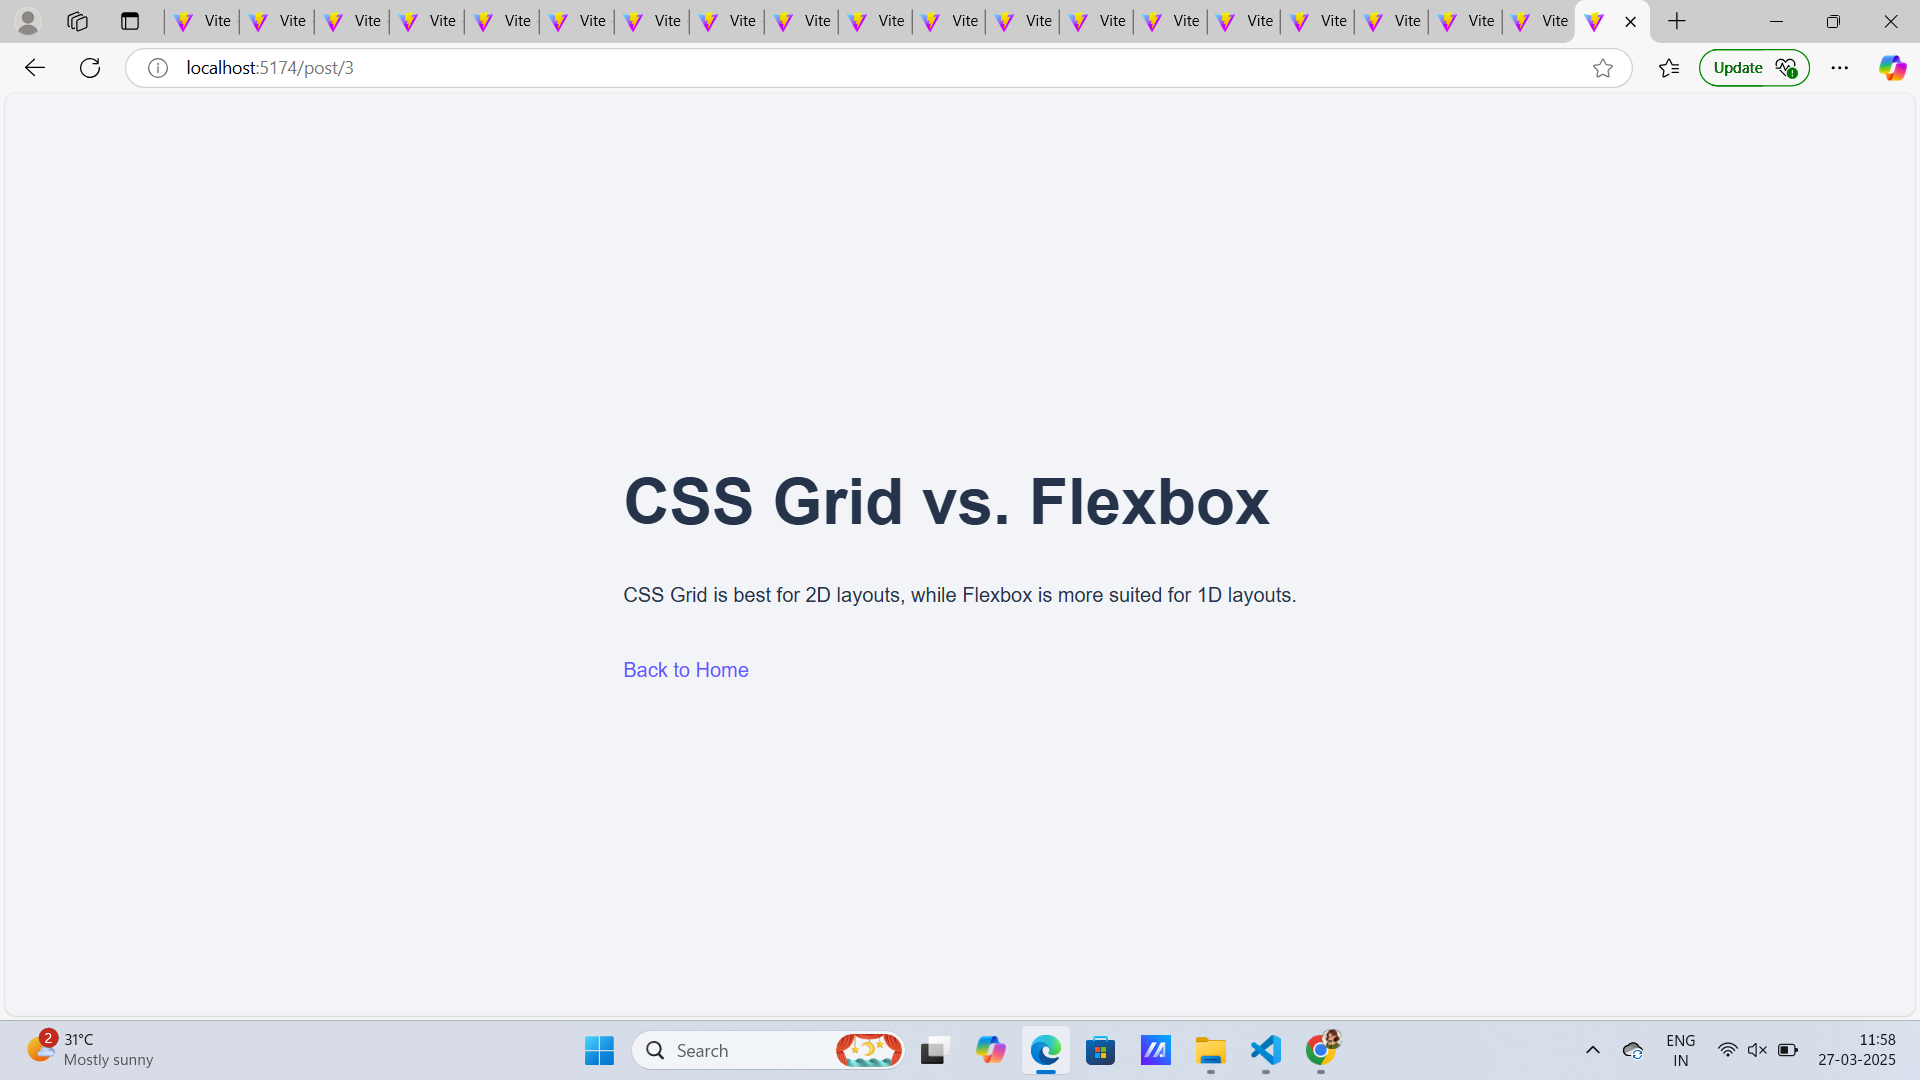 Vite Vite Vite Vite Vite Vite Vite Vite Vite Vite Vite Vite Vite Vite Vite Vite Vite Vite Vite
localhost:5174/post/3
Update
CSS Grid vs. Flexbox
CSS Grid is best for 2D layouts, while Flexbox is more suited for 1D layouts.
Back to Home
2
31°C
Mostly sunny
Search
ENG
IN
11:58
27-03-2025